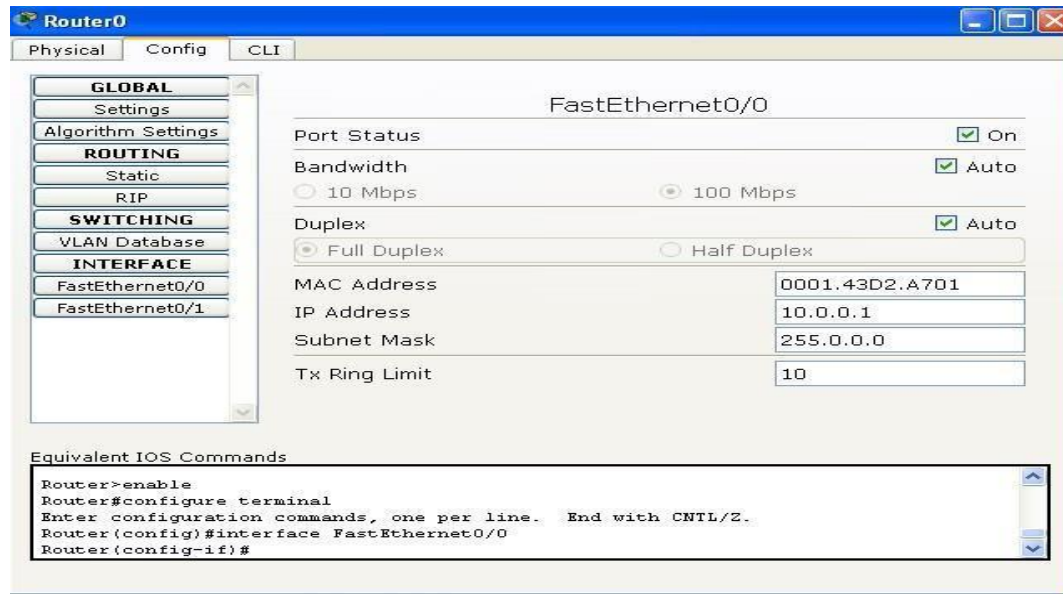 Router0
Physical Config CLI
GLOBAL
Settings
Algorithm Settings
ROUTING
Static
RIP
SWITCHING
VLAN Database
INTERFACE
FastEthernet0/0
FastEthernet0/1
FastEthernet0/0
Port Status On
Bandwidth Auto
10 Mbps 100 Mbps
Duplex Auto
Full Duplex Half Duplex
MAC Address 0001.43D2.A701
IP Address 10.0.0.1
Subnet Mask 255.0.0.0
Tx Ring Limit 10
Equivalent IOS Commands
Router>enable
Router#configure terminal
Enter configuration commands, one per line. End with CNTL/Z.
Router(config)#interface FastEthernet0/0
Router(config-if)#